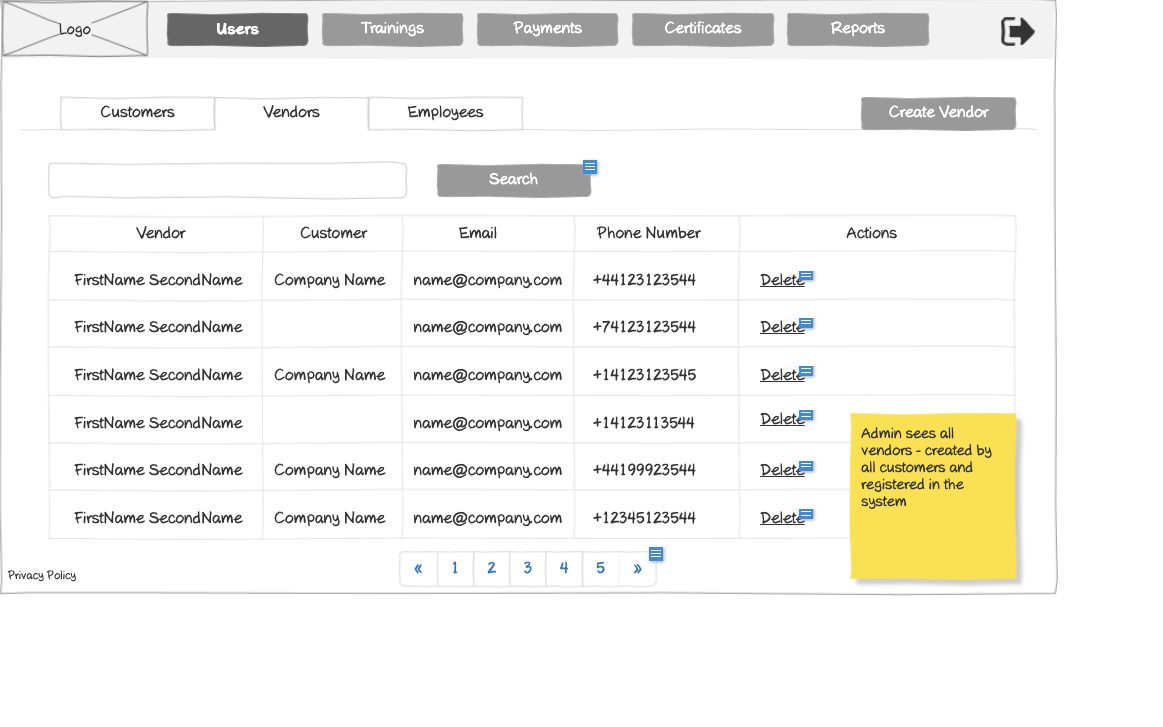 Logo
Users
Trainings
Payments
Certificates
Reports
Customers
Vendors
Employees
Create Vendor
Search
Vendor Customer Email Phone Number Actions
FirstName SecondName Company Name name@company.com +44123123544 Delete
FirstName SecondName name@company.com +74123123544 Delete
FirstName SecondName Company Name name@company.com +14123123545 Delete
FirstName SecondName name@company.com +14123113544 Delete
FirstName SecondName Company Name name@company.com +44199923544 Delete
FirstName SecondName Company Name name@company.com +12345123544 Delete
Admin sees all
vendors - created by
all customers and
registered in the
system
« 1 2 3 4 5 »
Privacy Policy